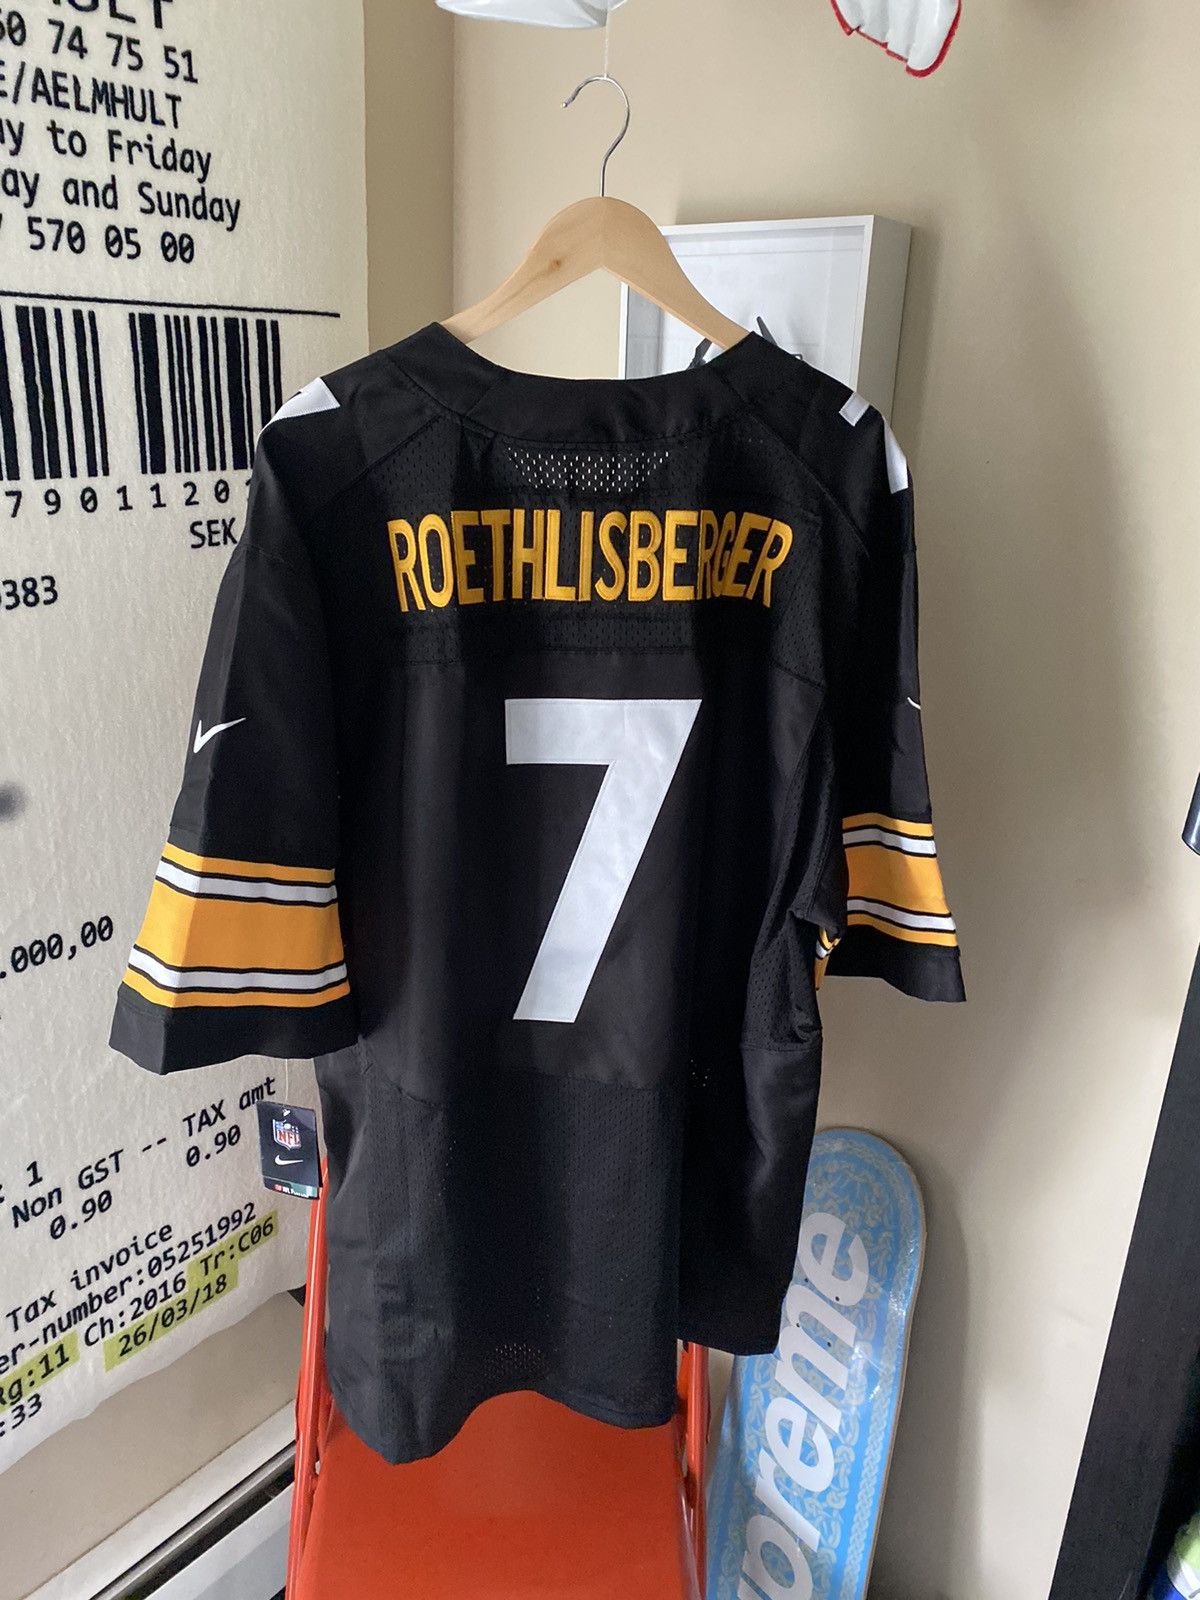 60 74 75 51
E/AELMHULT
ay to Friday
ay and Sunday
570 05 00
79011201
SEK
383
.000,00
TAX amt
: 1
Non GST -- 0.90
0.90
Tax invoice
er-number:05251992
Rg:11 Ch:2016 Tr:C06
26/03/18
:33
ROETHLISBERGER
7
NFL
Supreme